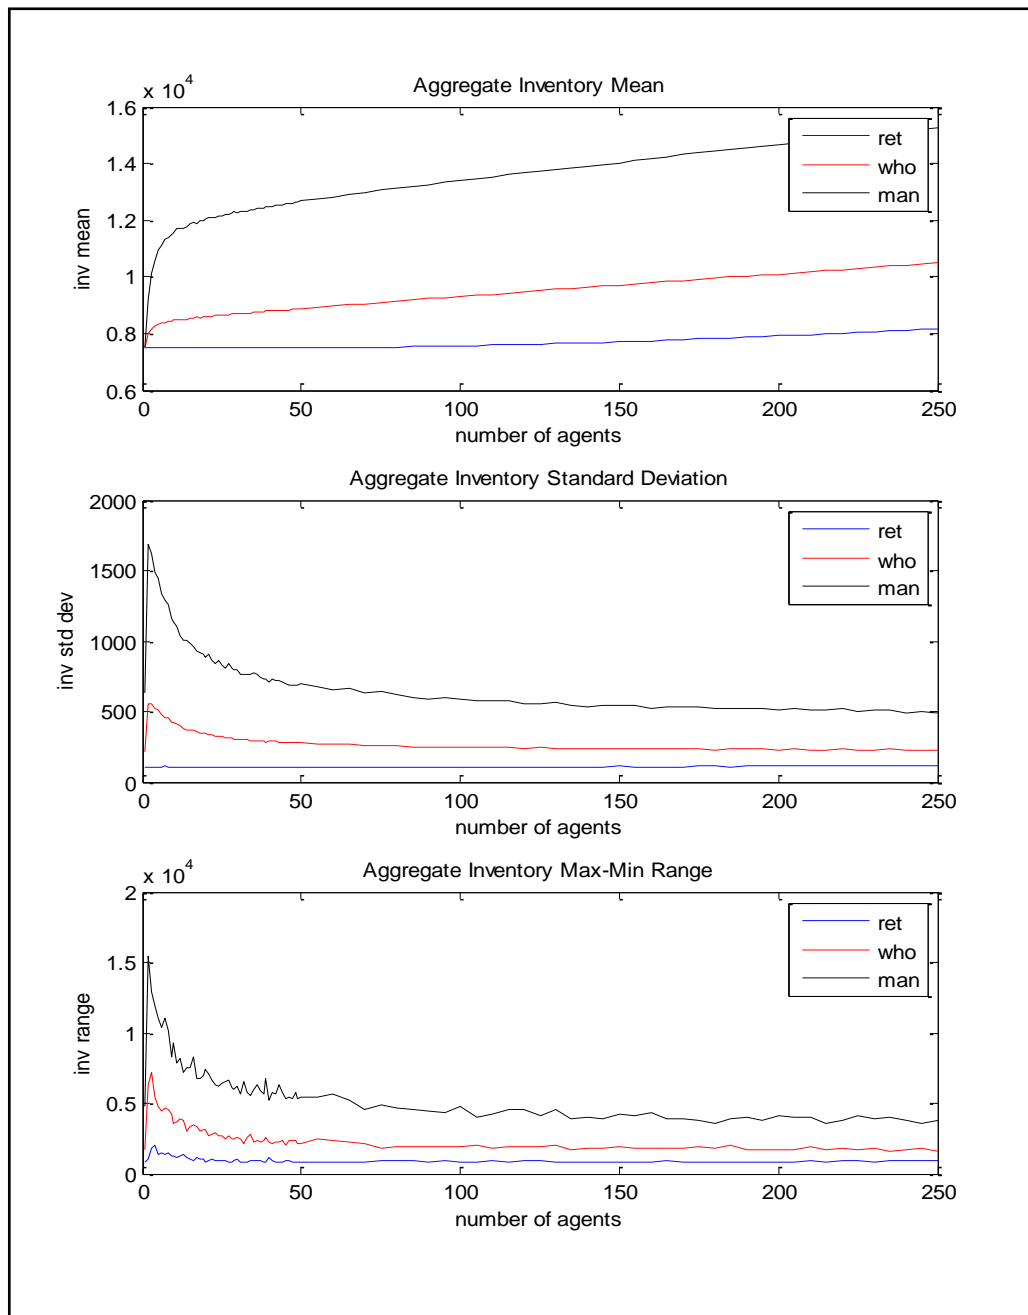 x 10^4
Aggregate Inventory Mean
1.6
1.4
1.2
1
0.8
0.6
inv mean
ret
who
man
0 50 100 150 200 250
number of agents
Aggregate Inventory Standard Deviation
2000
1500
1000
500
0
inv std dev
ret
who
man
0 50 100 150 200 250
number of agents
Aggregate Inventory Max-Min Range
x 10^4
2
1.5
1
0.5
0
inv range
ret
who
man
0 50 100 150 200 250
number of agents